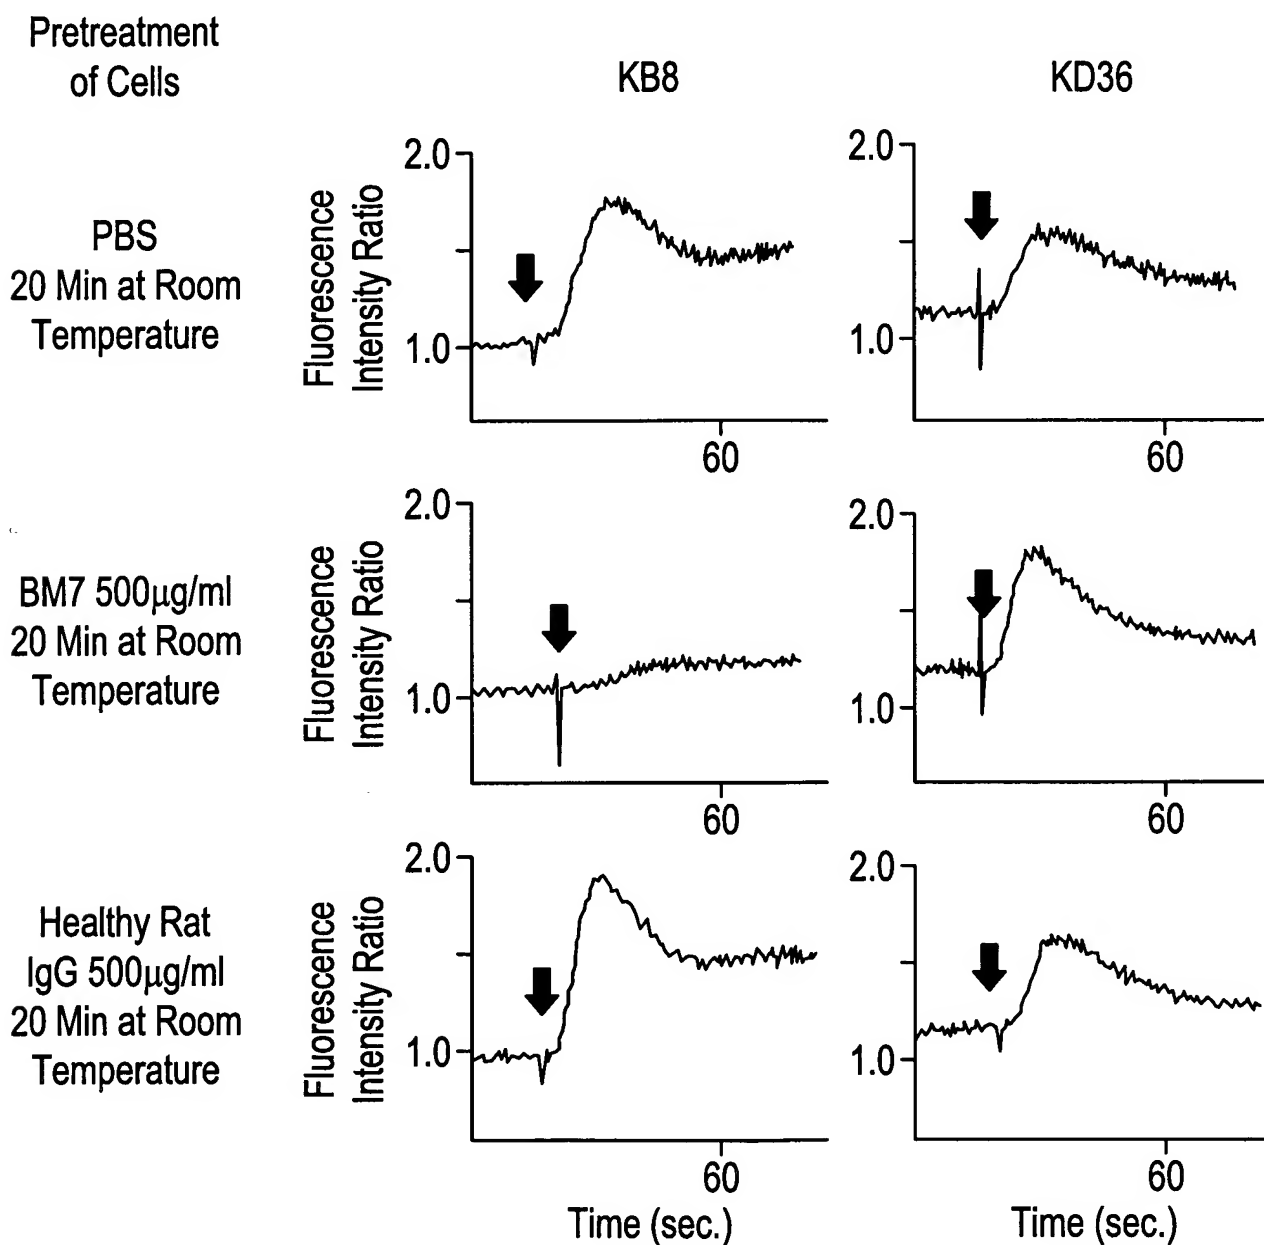 Pretreatment
of Cells
KB8
KD36
PBS
20 Min at Room
Temperature
Fluorescence
Intensity Ratio
2.0
1.0
60
2.0
1.0
60
BM7 500µg/ml
20 Min at Room
Temperature
Fluorescence
Intensity Ratio
2.0
1.0
60
2.0
1.0
60
Healthy Rat
IgG 500µg/ml
20 Min at Room
Temperature
Fluorescence
Intensity Ratio
2.0
1.0
60
Time (sec.)
2.0
1.0
60
Time (sec.)